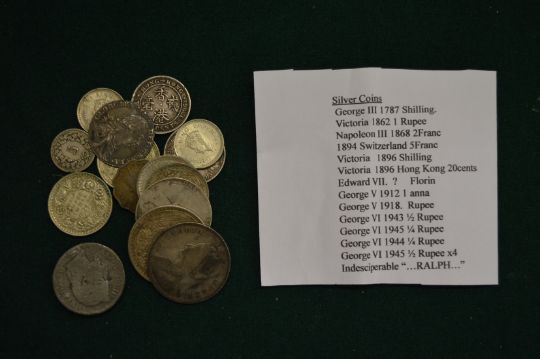 Silver Coins
George III 1787 Shilling.
Victoria 1862 1 Rupee
Napoleon III 1868 2Franc
1894 Switzerland 5Franc
Victoria 1896 Shilling
Victoria 1896 Hong Kong 20cents
Edward VII. ? Florin
George V 1912 1 anna
George V 1918. Rupee
George VI 1943 ½ Rupee
George VI 1945 ¼ Rupee
George VI 1944 ¼ Rupee
George VI 1945 ½ Rupee x4
Indesciperable “…RALPH…”